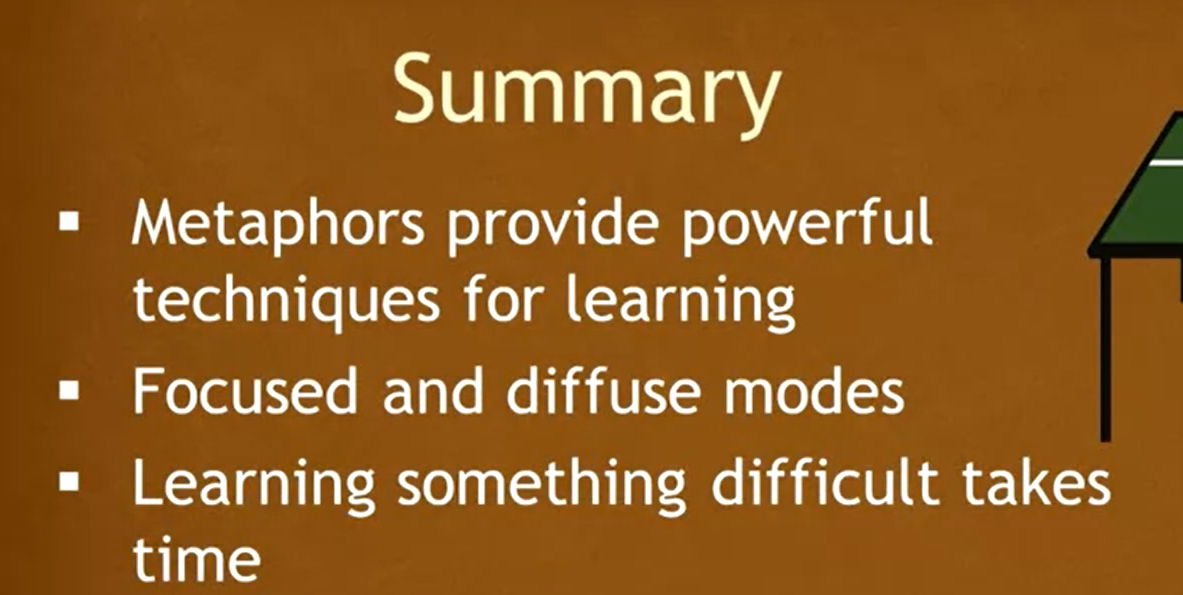 Summary
▪ Metaphors provide powerful
techniques for learning
▪ Focused and diffuse modes
▪ Learning something difficult takes
time